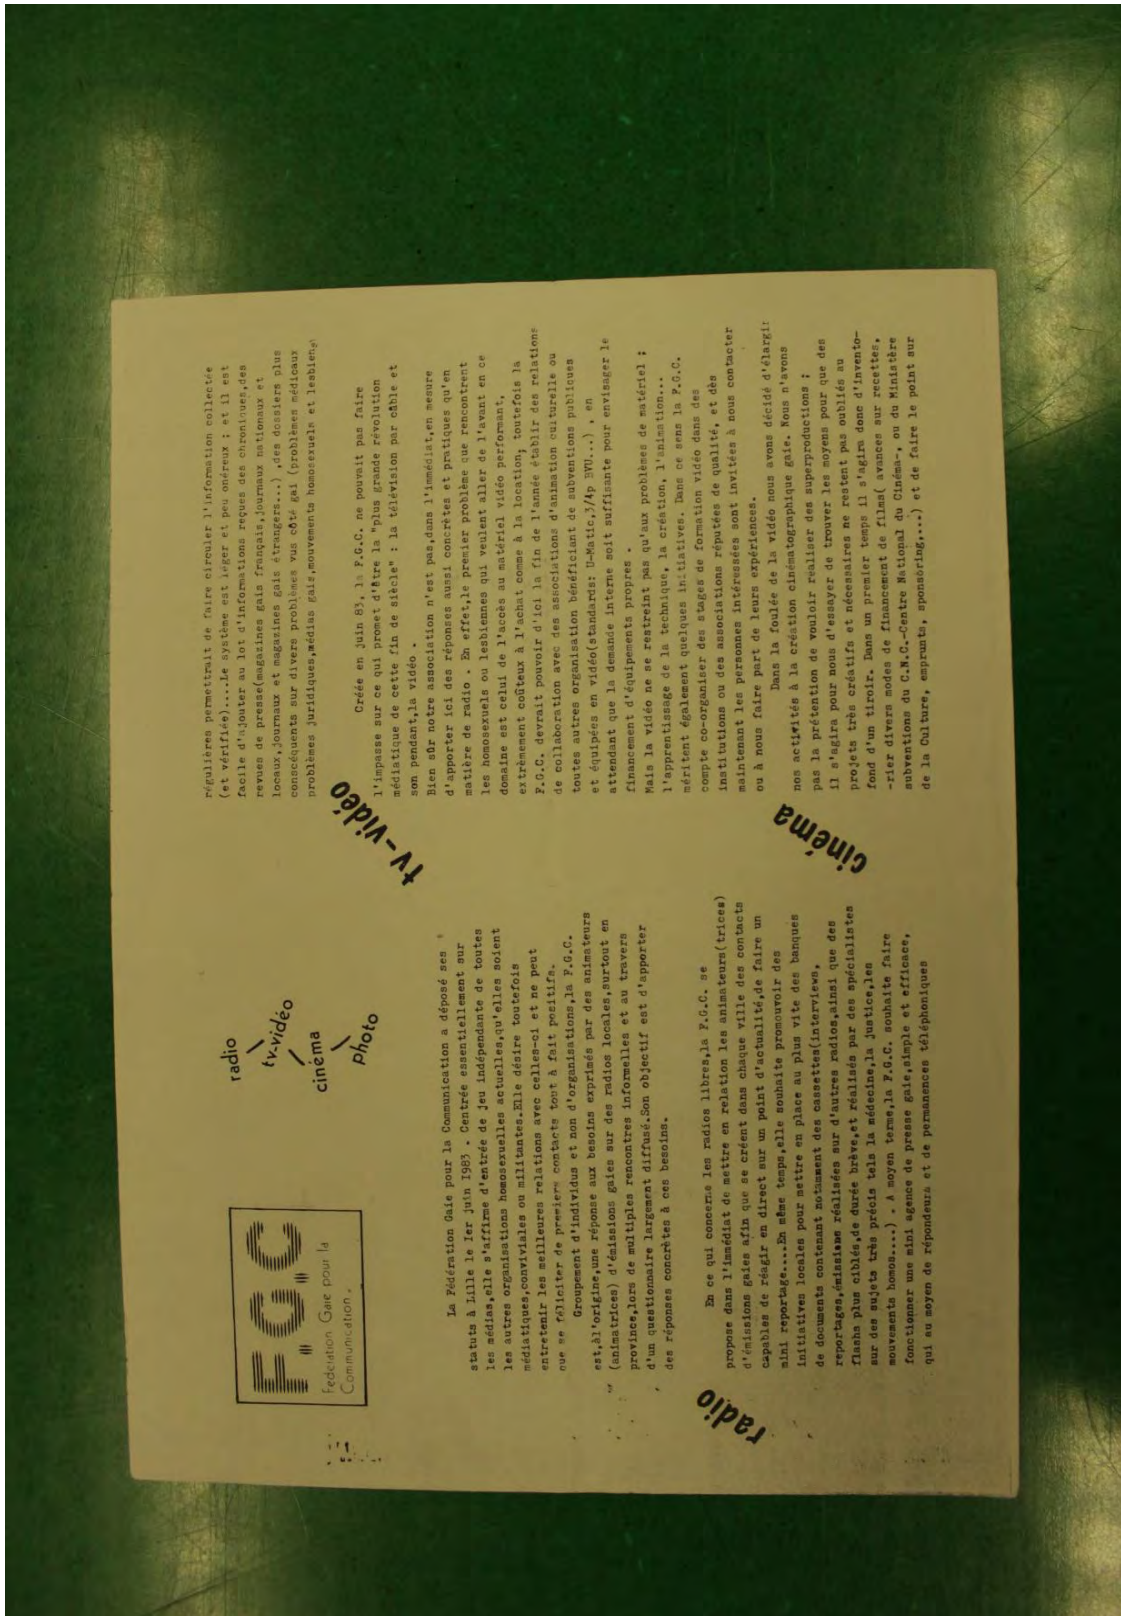 F.G.C
Federation Gaie pour la
Communication.
radio
tv-vidéo
cinéma
photo
La Fédération Gaie pour la Communication a déposé ses
statuts à Lille le 1er juin 1983 . Centrée essentiellement sur
les médias,elle s'affirme d'entrée de jeu indépendante de toutes
les autres organisations homosexuelles actuelles,qu'elles soient
médiatiques,conviviales ou militantes.Elle désire toutefois
entretenir les meilleures relations avec celles-ci et ne peut
que se féliciter de premiers contacts tout à fait positifs.
Groupement d'individus et non d'organisations,la F.G.C.
est,à l'origine,une réponse aux besoins exprimés par des animateurs
(animatrices) d'émissions gaies sur des radios locales,surtout en
province,lors de multiples rencontres informelles et au travers
d'un questionnaire largement diffusé.Son objectif est d'apporter
des réponses concrètes à ces besoins.
radio
En ce qui concerne les radios libres,la F.G.C. se
propose dans l'immédiat de mettre en relation les animateurs(trices)
d'émissions gaies afin que se créent dans chaque ville des contacts
capables de réagir en direct sur un point d'actualité,de faire un
mini reportage....En même temps,elle souhaite promouvoir des
initiatives locales pour mettre en place au plus vite des banques
de documents contenant notamment des cassettes(interviews,
reportages,émissions réalisées sur d'autres radios,ainsi que des
flashs plus ciblés,de durée brève,et réalisés par des spécialistes
sur des sujets très précis tels la médecine,la justice,les
mouvements homos....) . A moyen terme,la F.G.C. souhaite faire
fonctionner une mini agence de presse gaie,simple et efficace,
qui au moyen de répondeurs et de permanences téléphoniques
régulières permettrait de faire circuler l'information collectée
(et vérifiée)....Le système est léger et peu onéreux : et il est
facile d'ajouter au lot d'informations reçues des chroniques,des
revues de presse(magazines gais français,journaux nationaux et
locaux,journaux et magazines gais étrangers...) ,des dossiers plus
conséquents sur divers problèmes vus côté gai (problèmes médicaux
problèmes juridiques,médias gais,mouvements homosexuels et lesbiens
tv-vidéo
Créée en juin 83, la F.G.C. ne pouvait pas faire
l'impasse sur ce qui promet d'être la "plus grande révolution
médiatique de cette fin de siècle" : la télévision par câble et
son pendant,la vidéo .
Bien sûr notre association n'est pas,dans l'immédiat,en mesure
d'apporter ici des réponses aussi concrètes et pratiques qu'en
matière de radio . En effet,le premier problème que rencontrent
les homosexuels ou lesbiennes qui veulent aller de l'avant en ce
domaine est celui de l'accès au matériel vidéo performant,
extrêmement coûteux à l'achat comme à la location; toutefois la
F.G.C. devrait pouvoir d'ici la fin de l'année établir des relations
de collaboration avec des associations d'animation culturelle ou
toutes autres organisation bénéficiant de subventions publiques
et équipées en vidéo(standards: U-Matic,3/4p BVU...) , en
attendant que la demande interne soit suffisante pour envisager le
financement d'équipements propres .
Mais la vidéo ne se restreint pas qu'aux problèmes de matériel ;
l'apprentissage de la technique, la création, l'animation...
méritent également quelques initiatives. Dans ce sens la F.G.C.
compte co-organiser des stages de formation vidéo dans des
institutions ou des associations réputées de qualité, et dès
maintenant les personnes intéressées sont invitées à nous contacter
ou à nous faire part de leurs expériences.
cinéma
Dans la foulée de la vidéo nous avons décidé d'élargir
nos activités à la création cinématographique gaie. Nous n'avons
pas la prétention de vouloir réaliser des superproductions ;
il s'agira pour nous d'essayer de trouver les moyens pour que des
projets très créatifs et nécessaires ne restent pas oubliés au
fond d'un tiroir. Dans un premier temps il s'agira donc d'invento-
-rier divers modes de financement de films( avances sur recettes,
subventions du C.N.C.-Centre National du Cinéma-, ou du Ministère
de la Culture, emprunts, sponsoring,...) et de faire le point sur